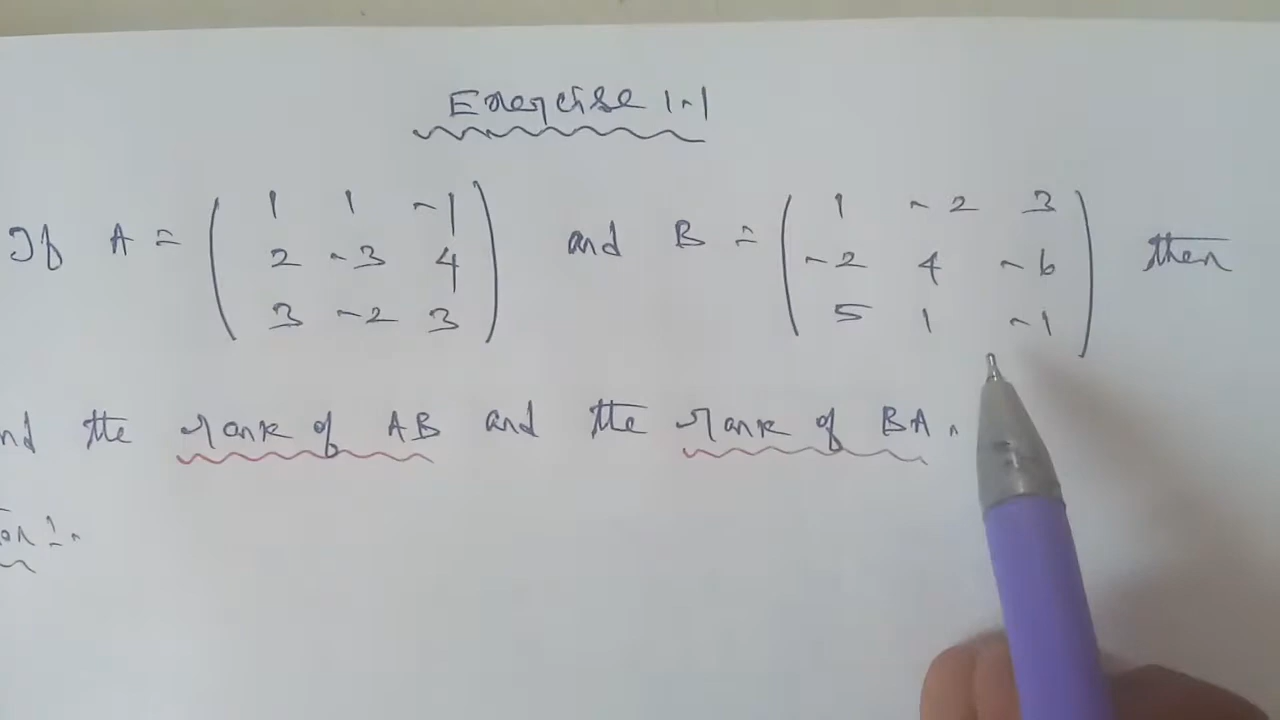 Exercise 1.1
If A = ( 1 1 -1 and B = ( 1 -2 3 then
2 -3 4 -2 4 -6
3 -2 3 ) 5 1 -1 )
nd the rank of AB and the rank of BA.
on :-